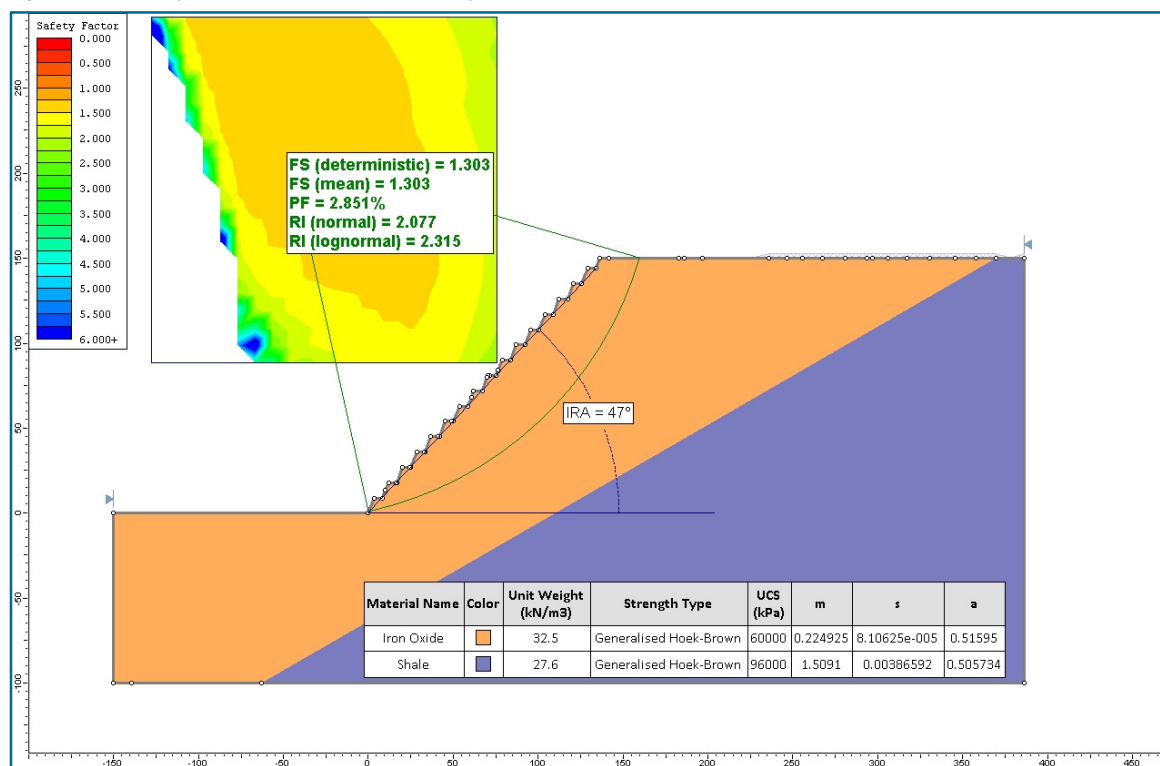 Safety Factor
0.000
0.500
1.000
1.500
2.000
2.500
3.000
3.500
4.000
4.500
5.000
5.500
6.000+
FS (deterministic) = 1.303
FS (mean) = 1.303
PF = 2.851%
RI (normal) = 2.077
RI (lognormal) = 2.315
IRA = 47°
Material Name Color Unit Weight (kN/m3) Strength Type UCS (kPa) m s a
Iron Oxide 32.5 Generalised Hoek-Brown 60000 0.224925 8.10625e-005 0.51595
Shale 27.6 Generalised Hoek-Brown 96000 1.5091 0.00386592 0.505734
250
200
150
100
50
0
-50
-100
-150 -100 -50 0 50 100 150 200 250 300 350 400 450